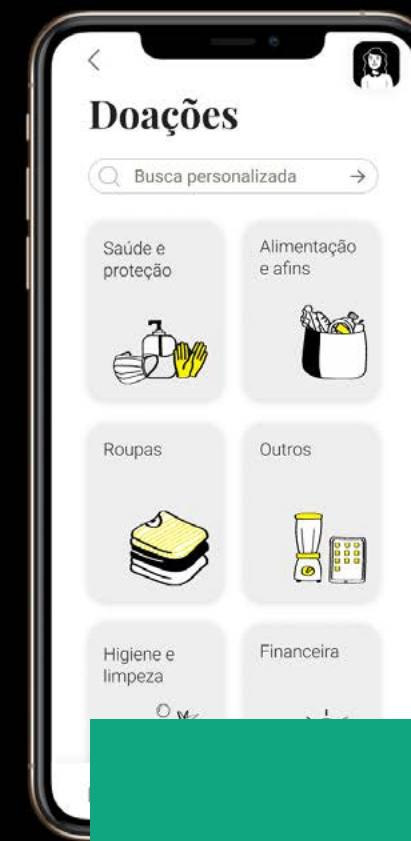 Doações
Busca personalizada
Saúde e
proteção
Alimentação
e afins
Roupas
Outros
Higiene e
limpeza
Financeira